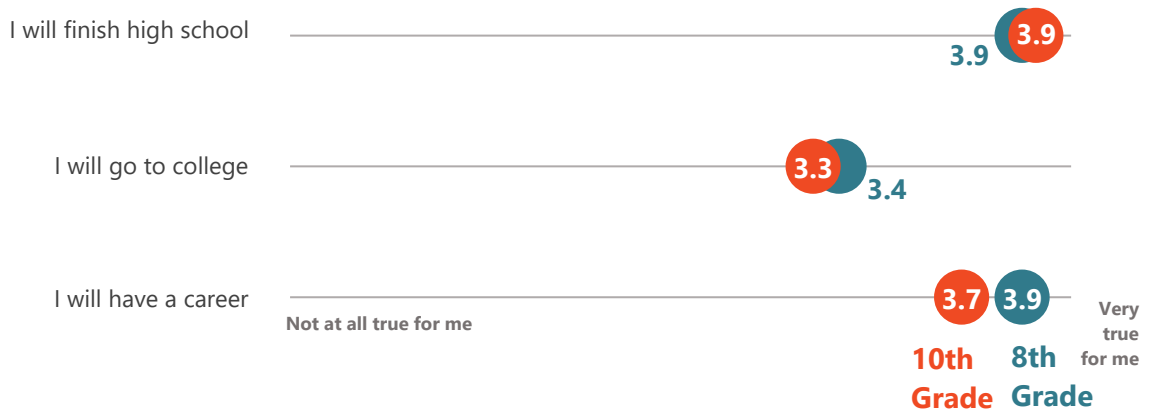 I will finish high school
3.9
3.9
I will go to college
3.3
3.4
I will have a career
3.7
3.9
Not at all true for me
Very
true
for me
10th
Grade
8th
Grade